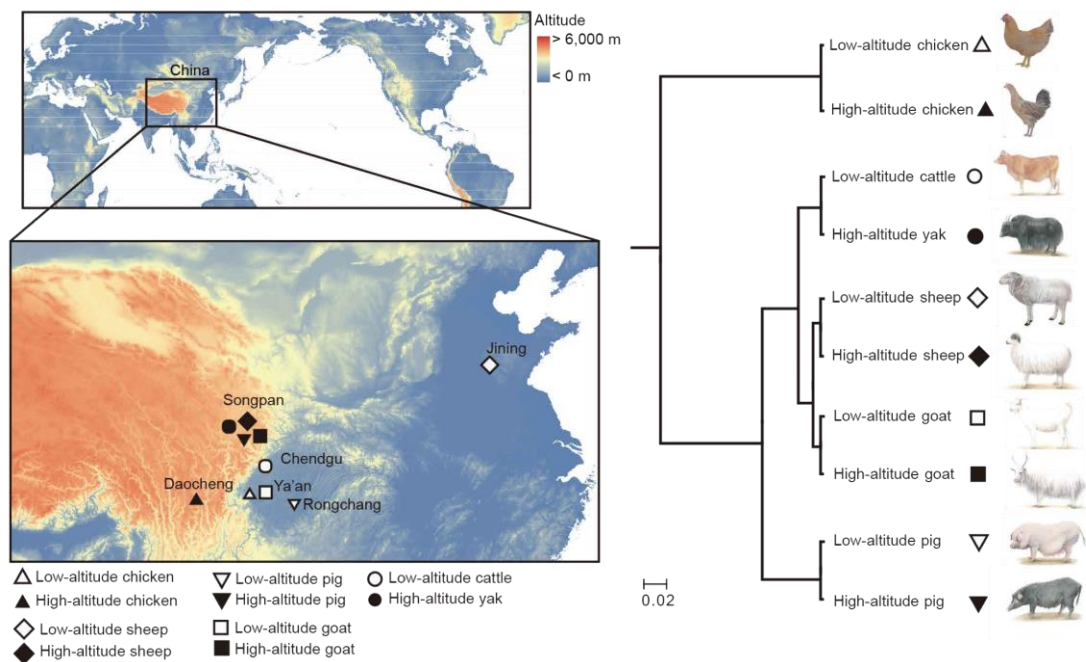 Altitude
> 6,000 m
< 0 m
China
Jining
Songpan
Chendgu
Daocheng
Ya'an
Rongchang
Low-altitude chicken
High-altitude chicken
Low-altitude sheep
High-altitude sheep
Low-altitude pig
High-altitude pig
Low-altitude goat
High-altitude goat
Low-altitude cattle
High-altitude yak
Low-altitude chicken
High-altitude chicken
Low-altitude cattle
High-altitude yak
Low-altitude sheep
High-altitude sheep
Low-altitude goat
High-altitude goat
Low-altitude pig
High-altitude pig
0.02